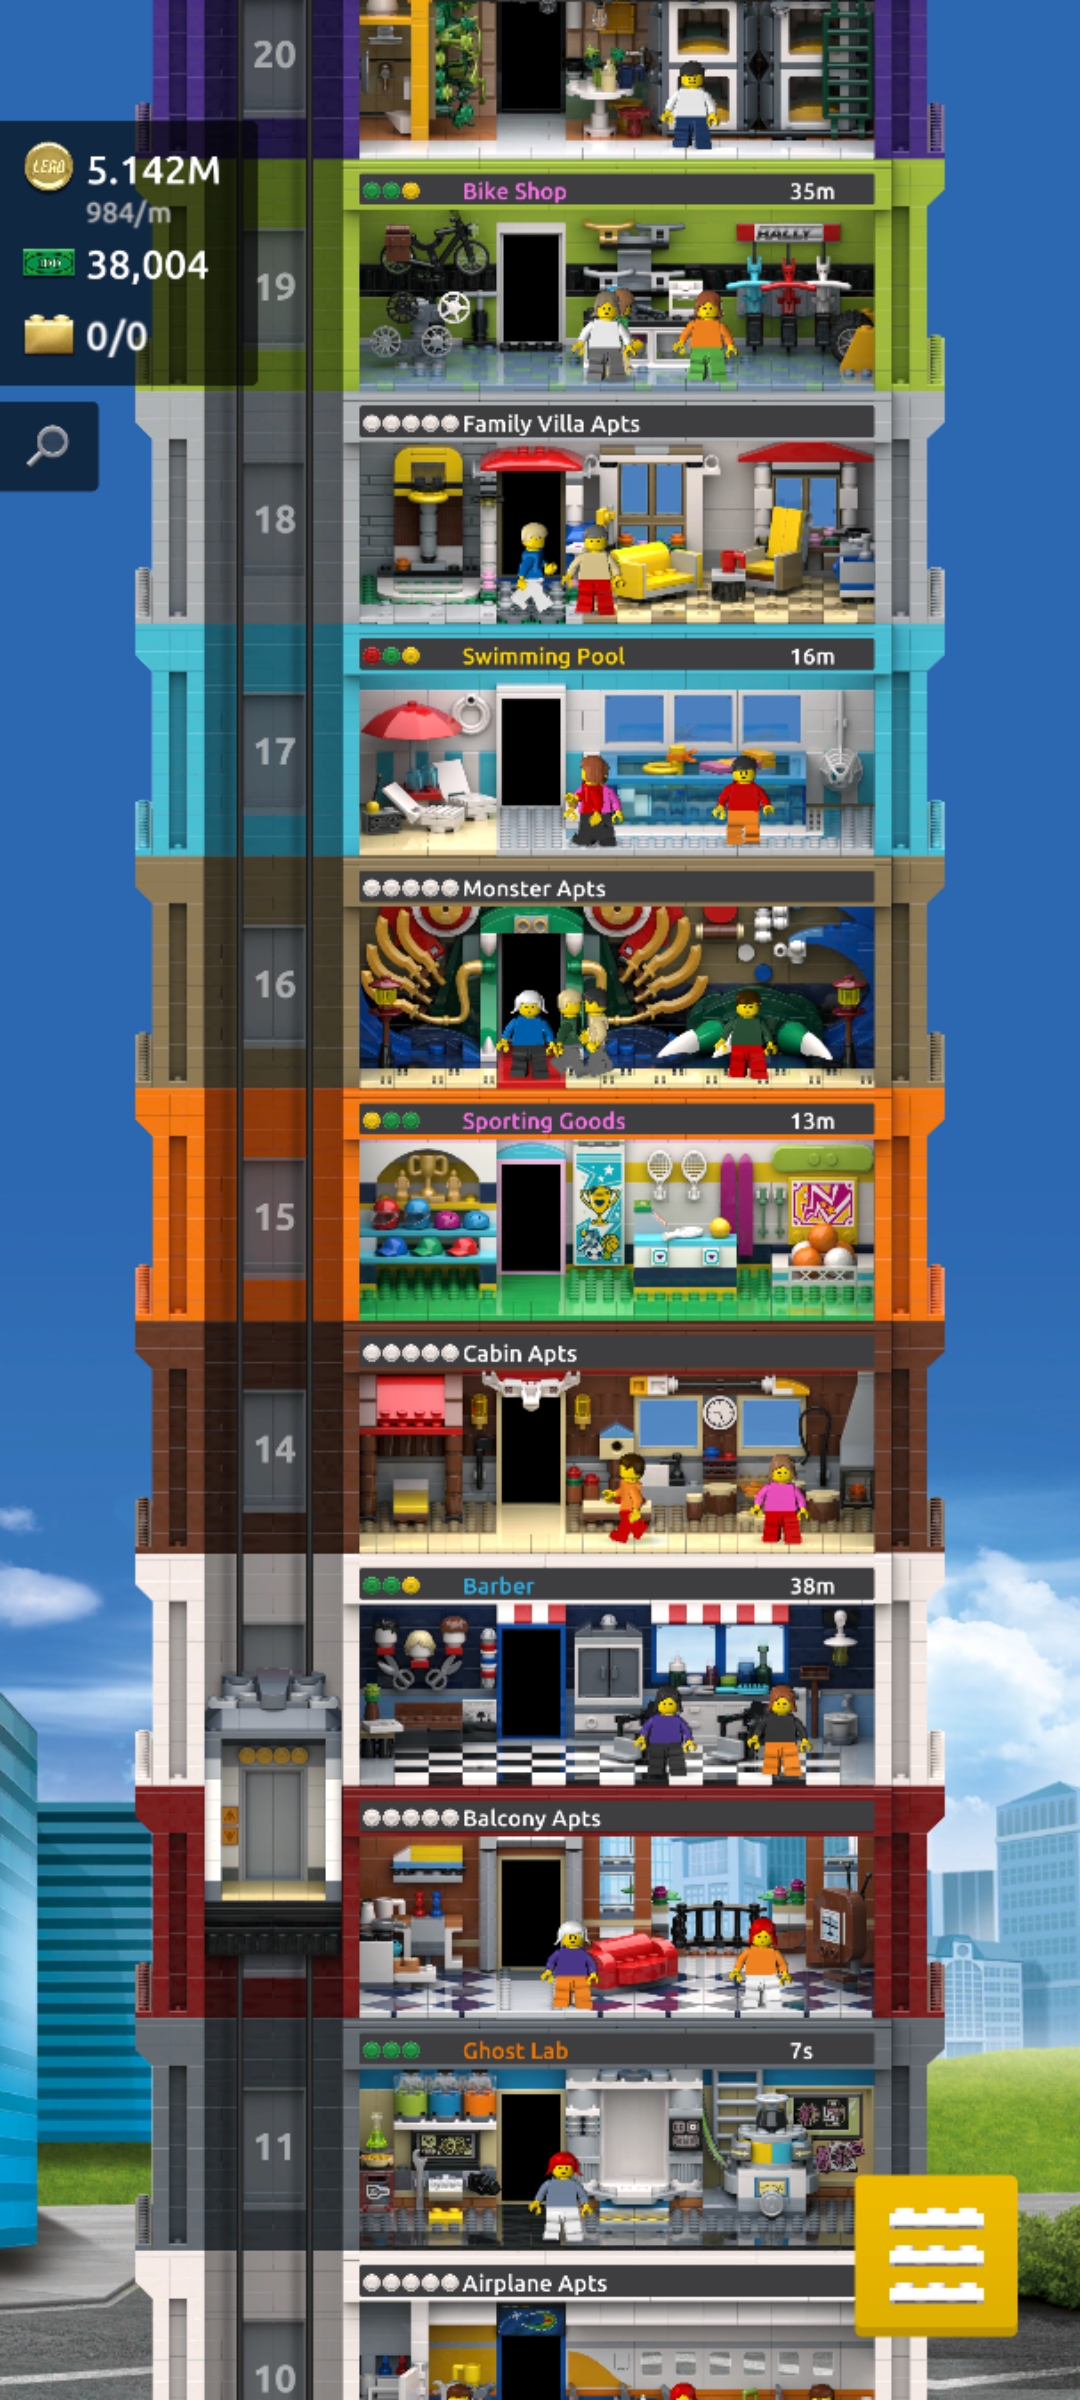 20
LEGO
5.142M
984/m
38,004
0/0
Bike Shop 35m
RALLY
19
Family Villa Apts
18
Swimming Pool 16m
17
Monster Apts
16
Sporting Goods 13m
15
Cabin Apts
14
Barber 38m
Balcony Apts
Ghost Lab 7s
11
Airplane Apts
10